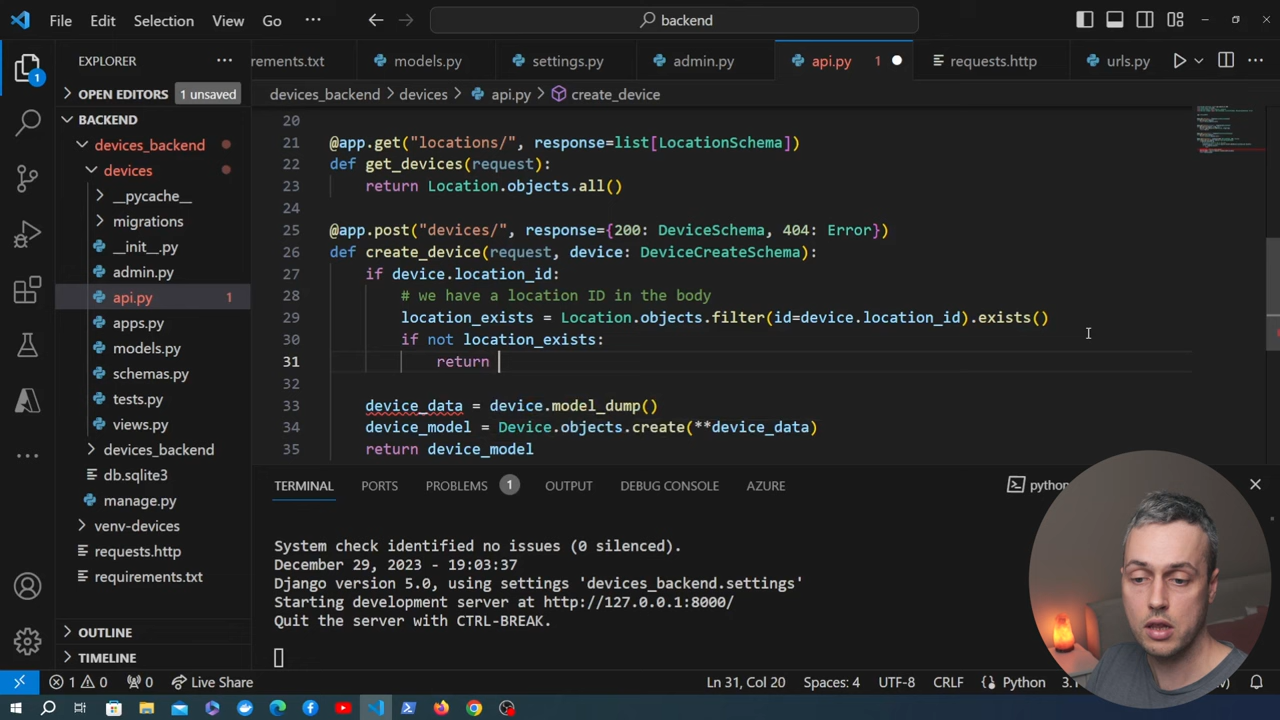 File Edit Selection View Go ··· backend
EXPLORER ···
rements.txt models.py settings.py admin.py api.py 1 requests.http urls.py ···
OPEN EDITORS 1 unsaved
devices_backend > devices > api.py > create_device
BACKEND
devices_backend
devices
__pycache__
migrations
__init__.py
admin.py
api.py 1
apps.py
models.py
schemas.py
tests.py
views.py
devices_backend
db.sqlite3
manage.py
venv-devices
requests.http
requirements.txt
OUTLINE
TIMELINE
1
20
21 @app.get("locations/", response=list[LocationSchema])
22 def get_devices(request):
23 return Location.objects.all()
24
25 @app.post("devices/", response={200: DeviceSchema, 404: Error})
26 def create_device(request, device: DeviceCreateSchema):
27 if device.location_id:
28 # we have a location ID in the body
29 location_exists = Location.objects.filter(id=device.location_id).exists()
30 if not location_exists:
31 return
32
33 device_data = device.model_dump()
34 device_model = Device.objects.create(**device_data)
35 return device_model
TERMINAL PORTS PROBLEMS 1 OUTPUT DEBUG CONSOLE AZURE python
System check identified no issues (0 silenced).
December 29, 2023 - 19:03:37
Django version 5.0, using settings 'devices_backend.settings'
Starting development server at http://127.0.0.1:8000/
Quit the server with CTRL-BREAK.
1 0 0 Live Share Ln 31, Col 20 Spaces: 4 UTF-8 CRLF Python